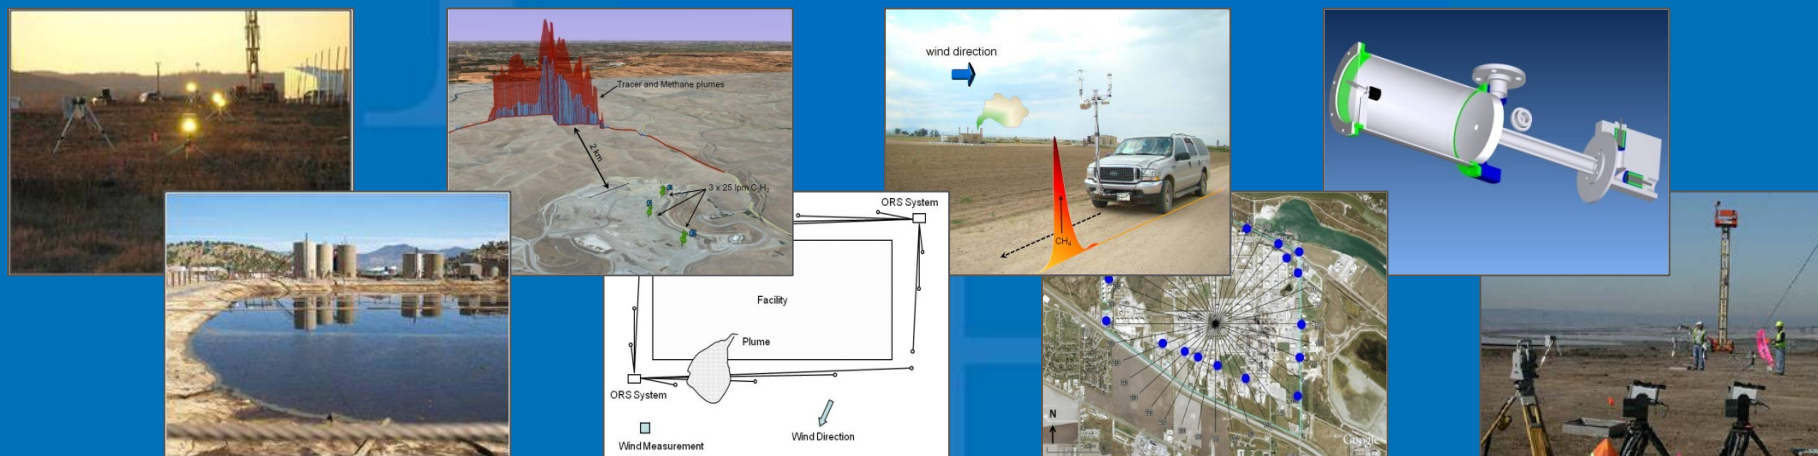 Tracer and Methane plumes
2 km
3 x 25 lpm C₂H₂
ORS System
Facility
Plume
ORS System
Wind Measurement
Wind Direction
wind direction
CH₄
N
Google